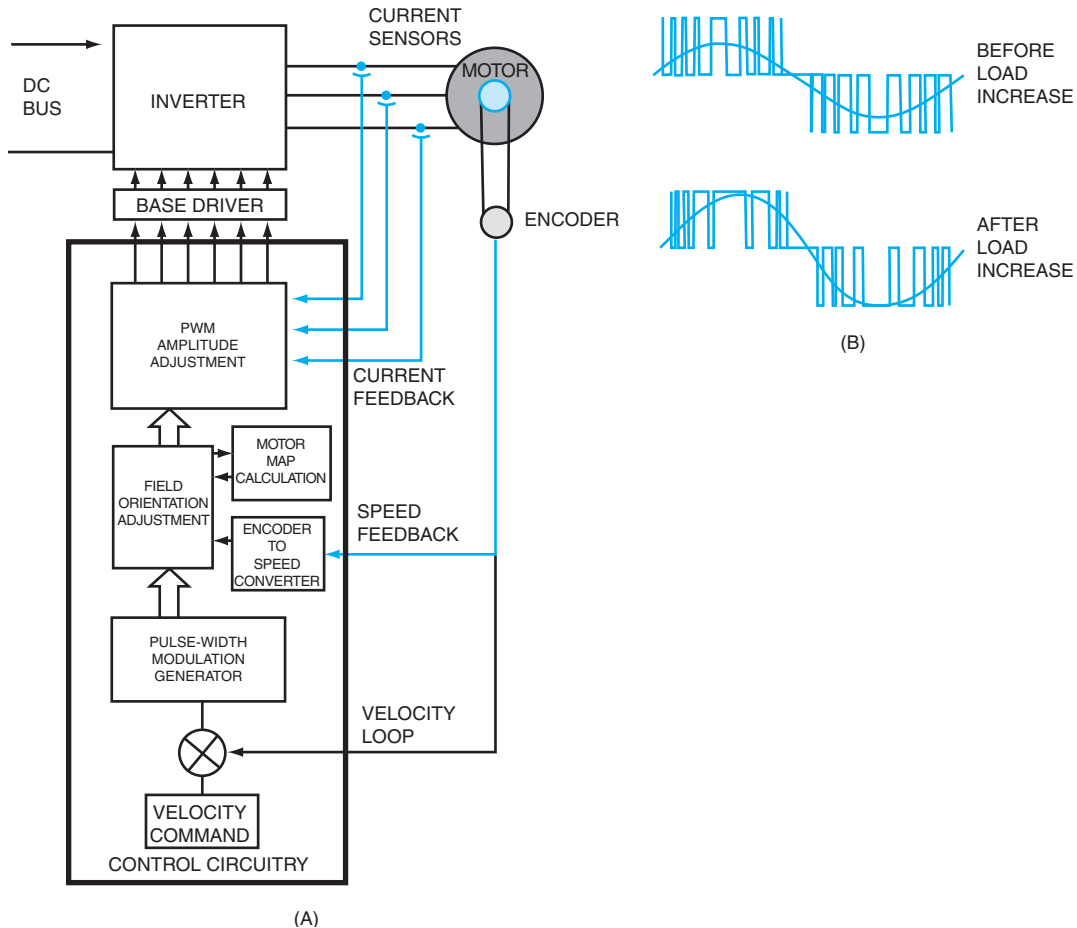 CURRENT
SENSORS
DC
BUS
INVERTER
MOTOR
BASE DRIVER
ENCODER
PWM
AMPLITUDE
ADJUSTMENT
CURRENT
FEEDBACK
MOTOR
MAP
CALCULATION
FIELD
ORIENTATION
ADJUSTMENT
ENCODER
TO
SPEED
CONVERTER
SPEED
FEEDBACK
PULSE-WIDTH
MODULATION
GENERATOR
VELOCITY
LOOP
VELOCITY
COMMAND
CONTROL CIRCUITRY
(A)
BEFORE
LOAD
INCREASE
AFTER
LOAD
INCREASE
(B)